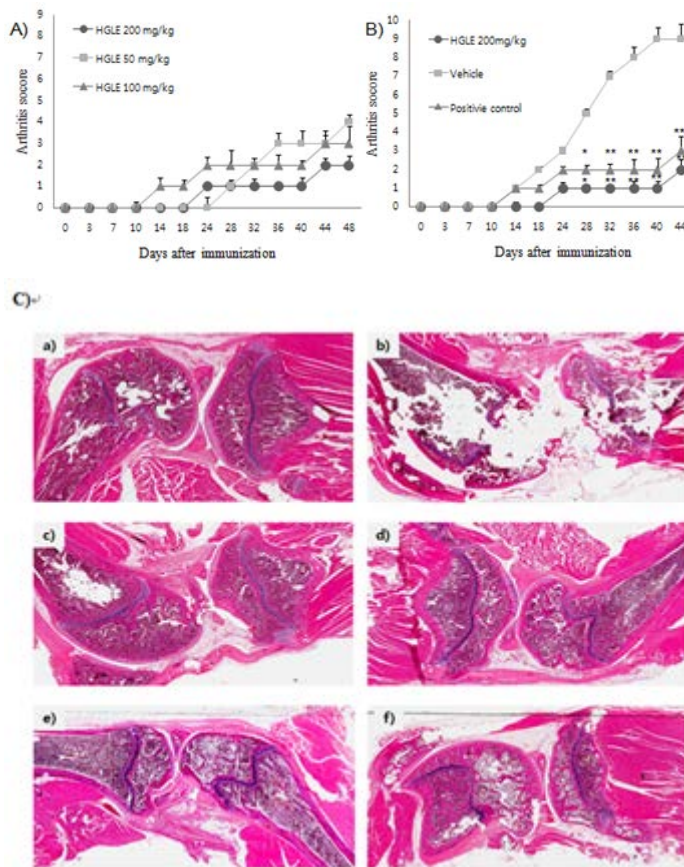 A)
Arthritis socore
9
8
7
6
5
4
3
2
1
0
HGLE 200 mg/kg
HGLE 50 mg/kg
HGLE 100 mg/kg
0 3 7 10 14 18 24 28 32 36 40 44 48
Days after immunization
B)
Arthritis socore
10
9
8
7
6
5
4
3
2
1
0
HGLE 200mg/kg
Vehicle
Positivie control
* ** ** ** **
* ** ** **
0 3 7 10 14 18 24 28 32 36 40 44
Days after immunization
C)
a)
b)
c)
d)
e)
f)